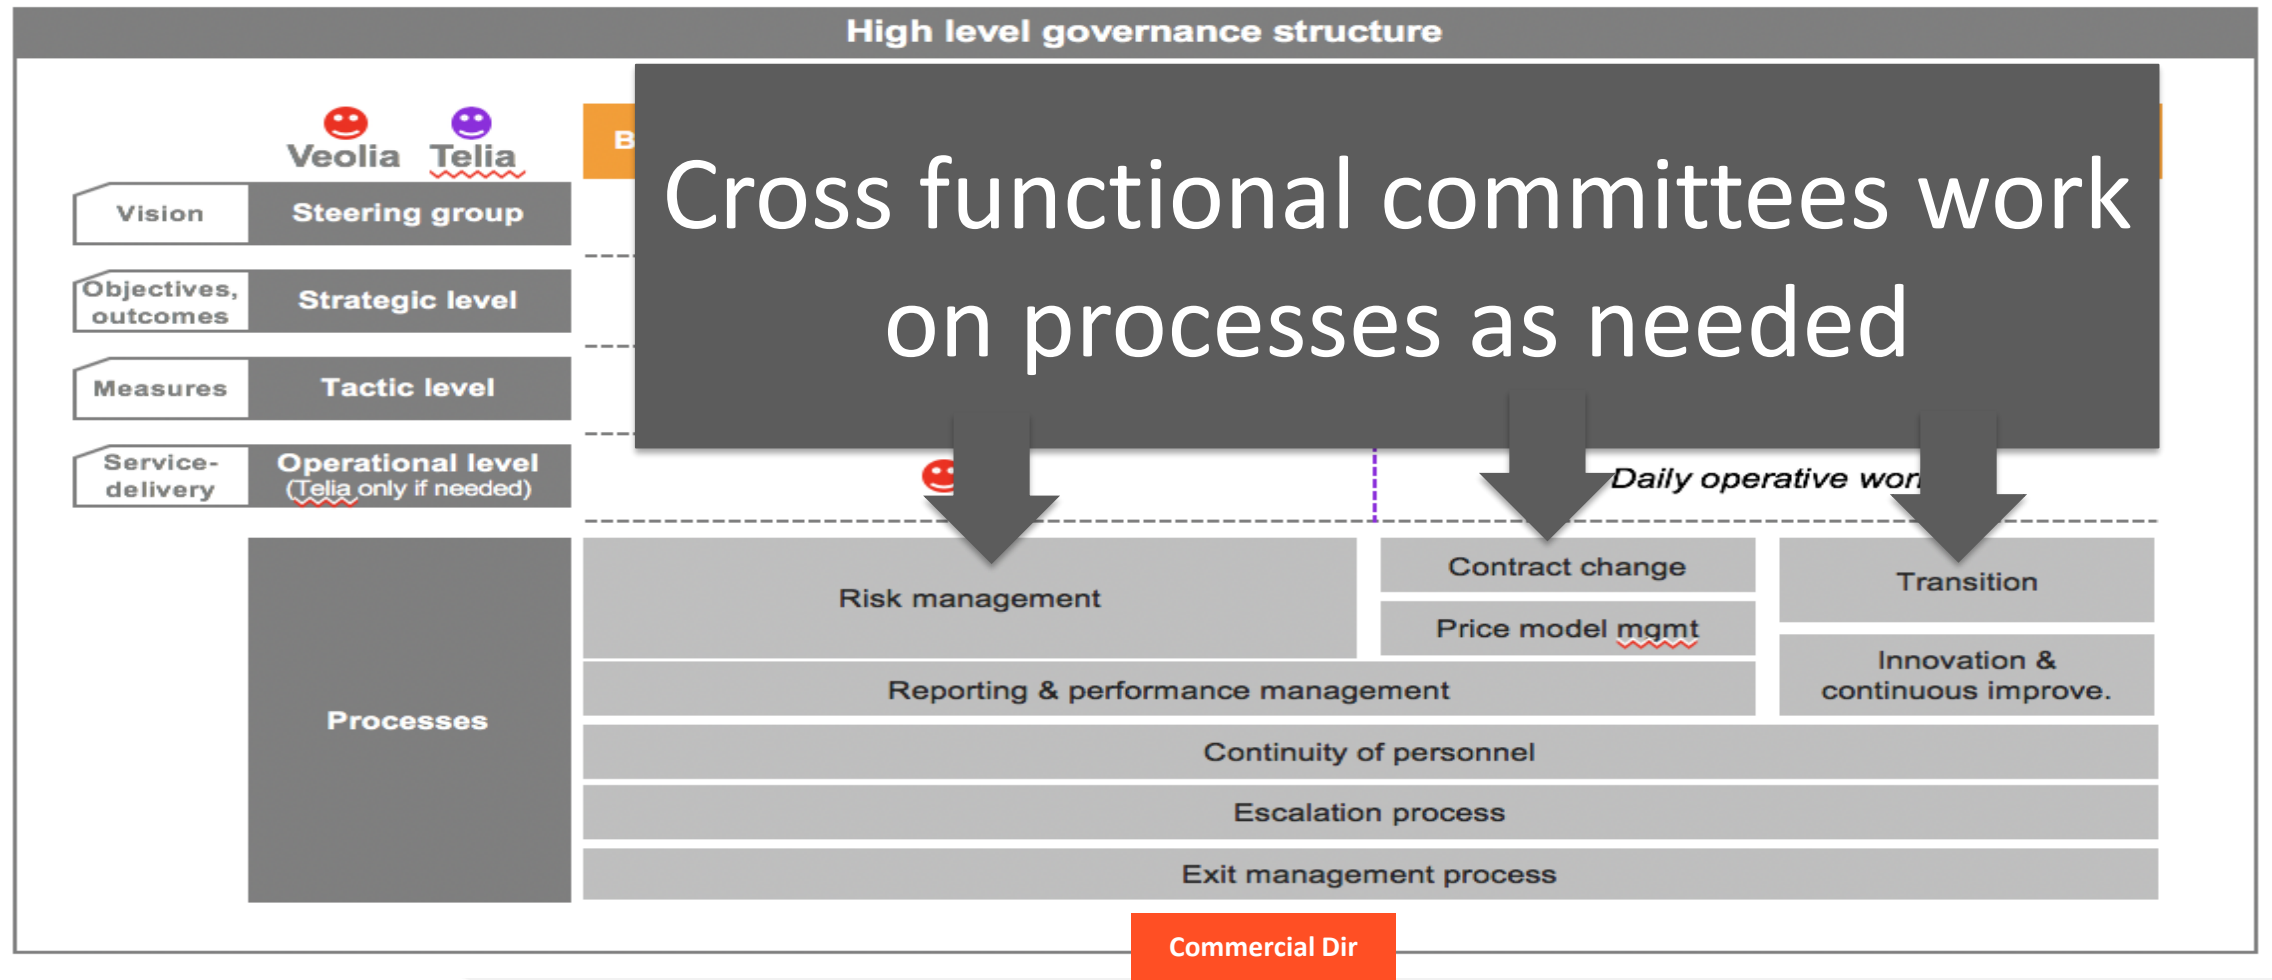 High level governance structure
Veolia Telia
B
Cross functional committees work
on processes as needed
Vision
Steering group
Objectives,
outcomes
Strategic level
Measures
Tactic level
Service-
delivery
Operational level
(Telia only if needed)
Daily operative
Processes
Risk management
Contract change
Price model mgmt
Transition
Innovation &
continuous improve.
Reporting & performance management
Continuity of personnel
Escalation process
Exit management process
Commercial Dir